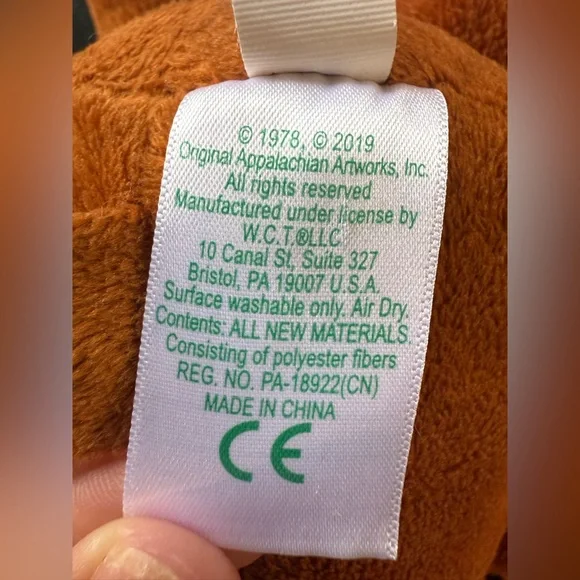 © 1978, © 2019
Original Appalachian Artworks, Inc.
All rights reserved
Manufactured under license by
W.C.T®LLC
10 Canal St. Suite 327
Bristol, PA 19007 U.S.A.
Surface washable only. Air Dry.
Contents: ALL NEW MATERIALS.
Consisting of polyester fibers
REG. NO. PA-18922(CN)
MADE IN CHINA
CE